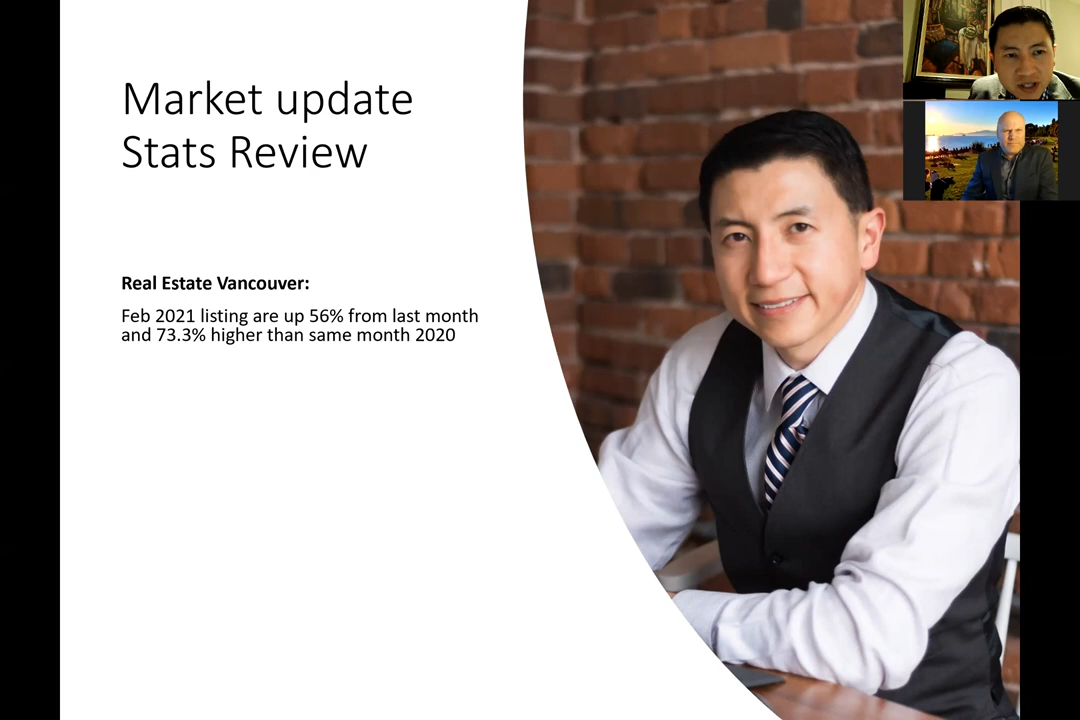 Market update
Stats Review
Real Estate Vancouver:
Feb 2021 listing are up 56% from last month
and 73.3% higher than same month 2020